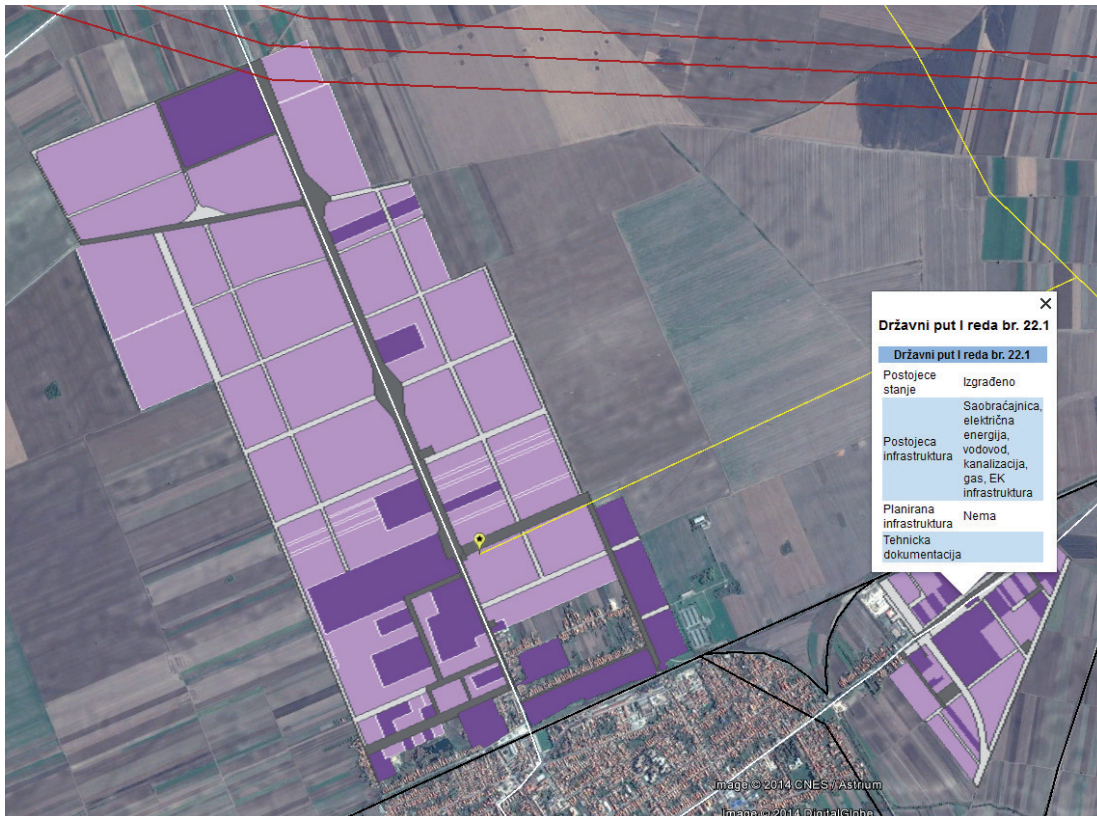 Državni put I reda br. 22.1
Državni put I reda br. 22.1
Postojece
stanje
Izgrađeno
Postojeca
infrastruktura
Saobraćajnica,
električna
energija,
vodovod,
kanalizacija,
gas, EK
infrastruktura
Planirana
infrastruktura
Nema
Tehnicka
dokumentacija
Image © 2014 CNES / Astrium
Image © 2014 DigitalGlobe